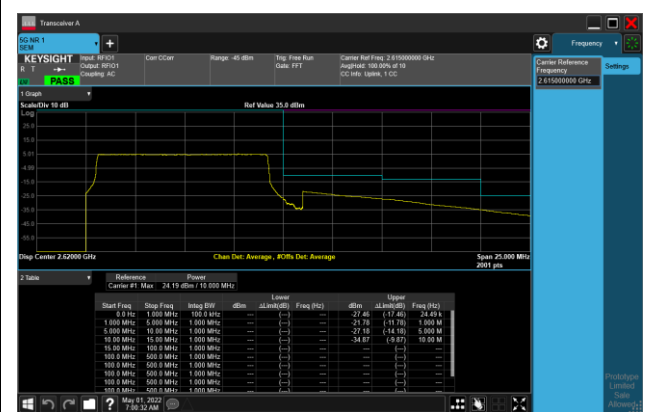 Transceiver A
5G NR 1
SEM
Frequency
KEYSIGHT
R T
PASS
Input: RFIO1
Output: RFIO1
Coupling: AC
Corr CCorr
Range: -45 dBm
Trig: Free Run
Gate: FFT
Carrier Ref Freq: 2.615000000 GHz
Avg|Hold: 100.00% of 10
CC Info: Uplink, 1 CC
Carrier Reference
Frequency
2.615000000 GHz
Settings
1 Graph
Scale/Div 10 dB
Ref Value 35.0 dBm
Log
25.0
15.0
5.01
-4.99
-15.0
-25.0
-35.0
-45.0
-55.0
Disp Center 2.62000 GHz
Chan Det: Average , #Offs Det: Average
Span 25.000 MHz
2001 pts
2 Table
Reference Power
Carrier #1 Max 24.19 dBm / 10.000 MHz
Lower Upper
Start Freq Stop Freq Integ BW dBm ΔLimit(dB) Freq (Hz) dBm ΔLimit(dB) Freq (Hz)
0.0 Hz 1.000 MHz 100.0 kHz --- (---) --- -27.46 (-17.46) 24.49 k
1.000 MHz 5.000 MHz 1.000 MHz --- (---) --- -21.78 (-11.78) 1.000 M
5.000 MHz 10.00 MHz 1.000 MHz --- (---) --- -27.18 (-14.18) 5.000 M
10.00 MHz 15.00 MHz 1.000 MHz --- (---) --- -34.87 (-9.87) 10.00 M
15.00 MHz 100.0 MHz 1.000 MHz --- (---) --- --- (---) ---
100.0 MHz 500.0 MHz 1.000 MHz --- (---) --- --- (---) ---
100.0 MHz 500.0 MHz 1.000 MHz --- (---) --- --- (---) ---
100.0 MHz 500.0 MHz 1.000 MHz --- (---) --- --- (---) ---
100.0 MHz 500.0 MHz 1.000 MHz --- (---) --- --- (---) ---
Prototype
Limited
Sale
Allowed
May 01, 2022
7:00:32 AM